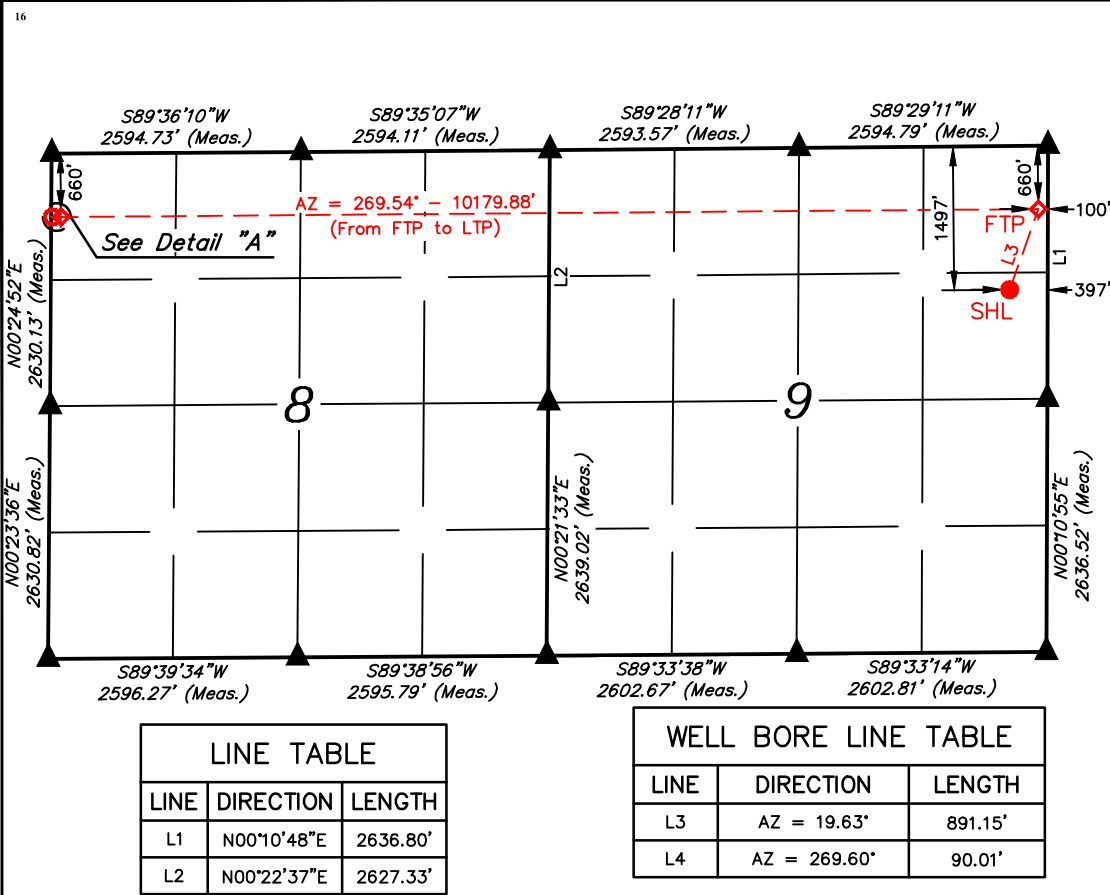 16
S89°36'10"W
2594.73' (Meas.)
S89°35'07"W
2594.11' (Meas.)
S89°28'11"W
2593.57' (Meas.)
S89°29'11"W
2594.79' (Meas.)
660'
AZ = 269.54° - 10179.88'
(From FTP to LTP)
See Detail "A"
1497'
660'
FTP
100'
L3
L1
397'
SHL
L2
N00°24'52"E
2630.13' (Meas.)
8
9
N00°23'36"E
2630.82' (Meas.)
N00°21'33"E
2639.02' (Meas.)
N00°10'55"E
2636.52' (Meas.)
S89°39'34"W
2596.27' (Meas.)
S89°38'56"W
2595.79' (Meas.)
S89°33'38"W
2602.67' (Meas.)
S89°33'14"W
2602.81' (Meas.)
LINE TABLE
LINE DIRECTION LENGTH
L1 N00°10'48"E 2636.80'
L2 N00°22'37"E 2627.33'
WELL BORE LINE TABLE
LINE DIRECTION LENGTH
L3 AZ = 19.63° 891.15'
L4 AZ = 269.60° 90.01'